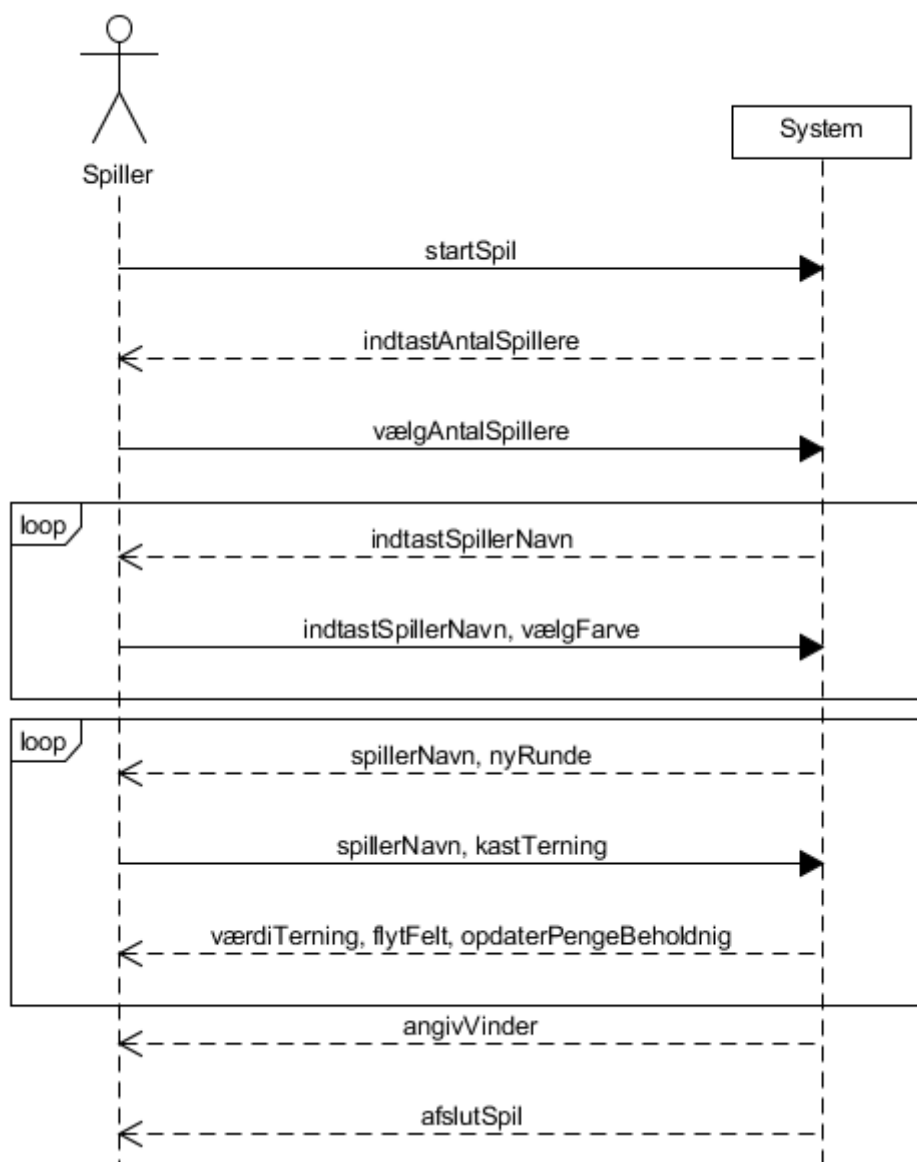 System
Spiller
startSpil
indtastAntalSpillere
vælgAntalSpillere
loop
indtastSpillerNavn
indtastSpillerNavn, vælgFarve
loop
spillerNavn, nyRunde
spillerNavn, kastTerning
værdiTerning, flytFelt, opdaterPengeBeholdnig
angivVinder
afslutSpil